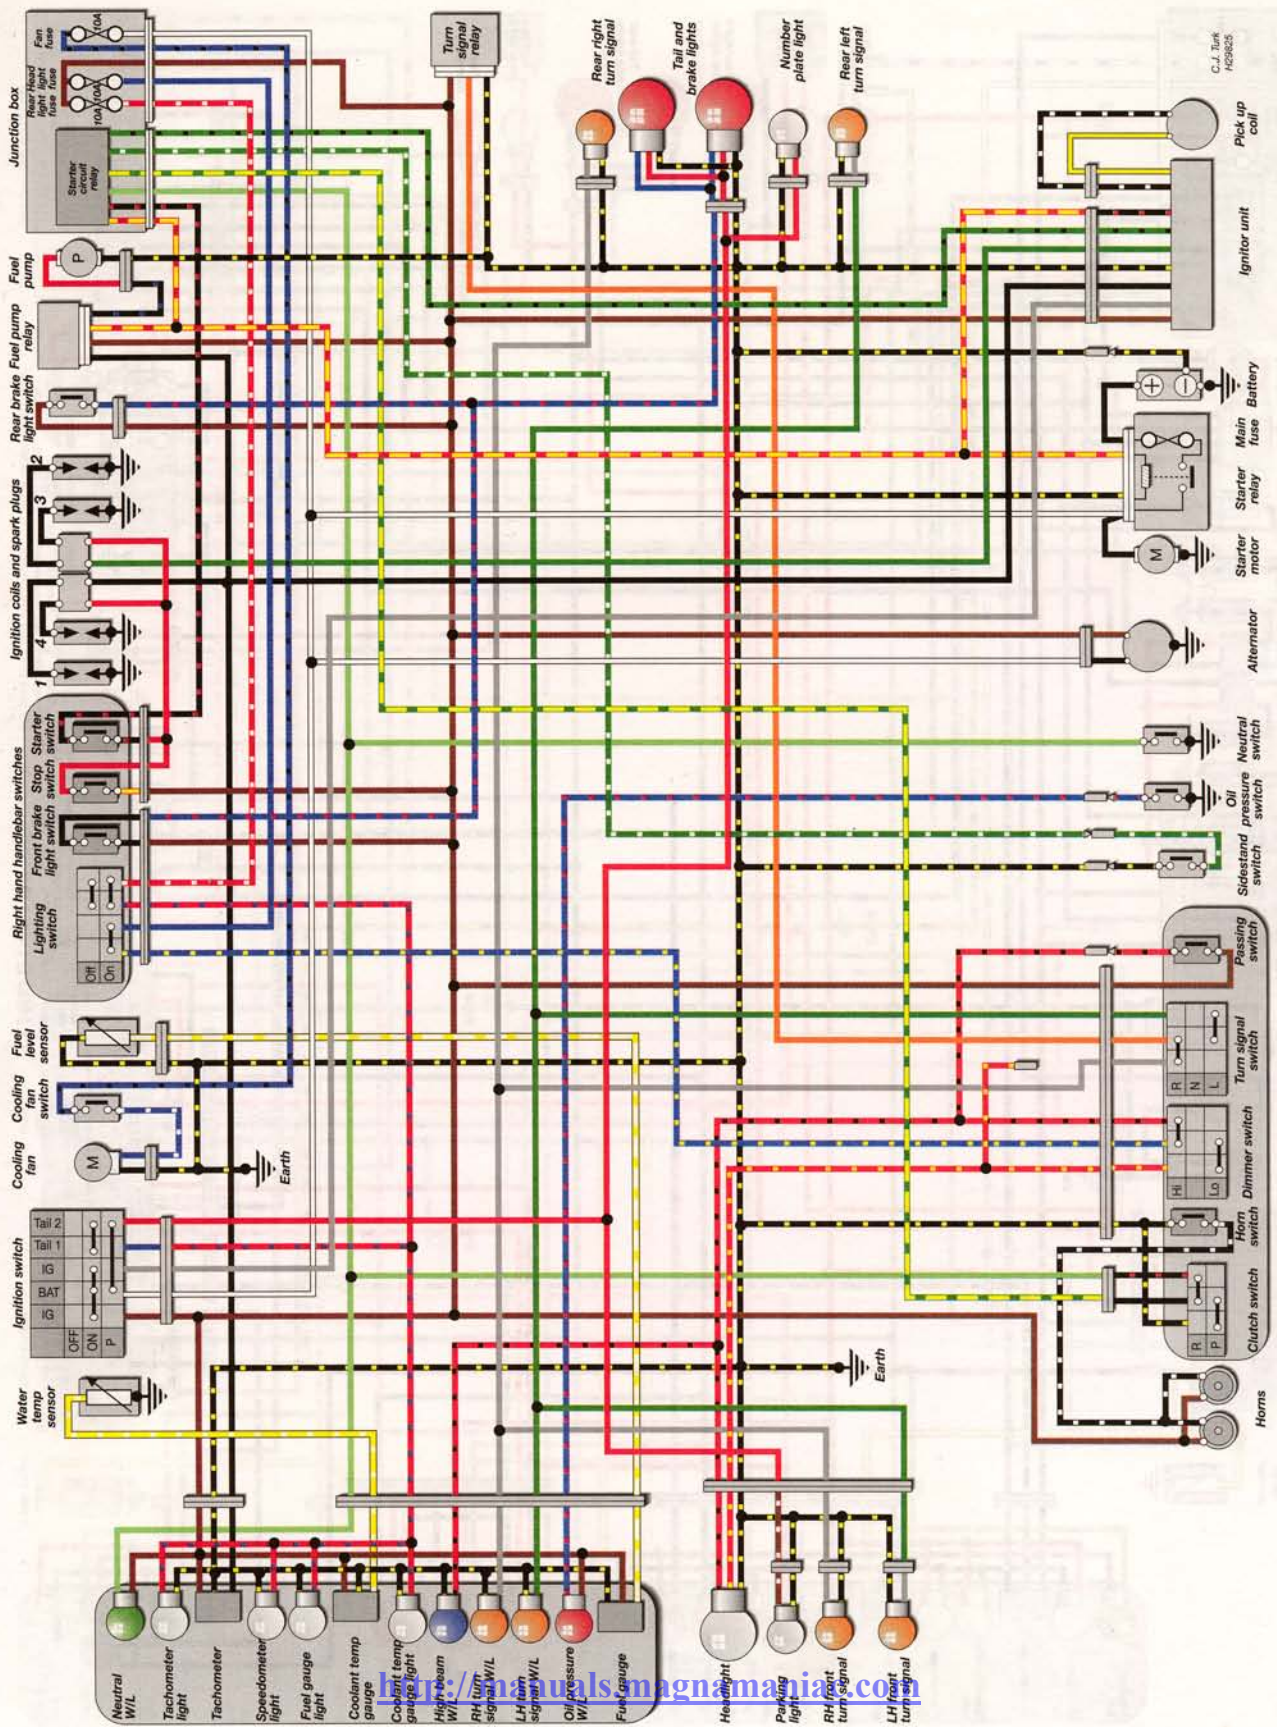 Junction box
Fan
fuse
Head
light
fuse
Rear
light
fuse
10A
10A
10A
Starter
circuit
relay
Turn
signal
relay
Rear right
turn signal
Tail and
brake lights
Number
plate light
Rear left
turn signal
C.J. Turk
H29825
Pick up
coil
Ignitor unit
Fuel
pump
P
Fuel pump
relay
Rear brake
light switch
Battery
Main
fuse
Starter
relay
Starter
motor
M
Ignition coils and spark plugs
2
3
4
1
Alternator
Right hand handlebar switches
Starter
switch
Stop
switch
Front brake
light switch
Lighting
switch
Off
On
Neutral
switch
Oil
pressure
switch
Sidestand
switch
Passing
switch
Turn signal
switch
R
N
L
Dimmer switch
Hi
Lo
Horn
switch
Clutch switch
R
P
Horns
Fuel
level
sensor
Cooling
fan
switch
Cooling
fan
M
Earth
Ignition switch
Tail 2
Tail 1
IG
BAT
IG
OFF
ON
P
Water
temp
sensor
Earth
Neutral
W/L
Tachometer
light
Tachometer
Speedometer
light
Fuel gauge
light
Coolant temp
gauge
Coolant temp
gauge light
High beam
W/L
RH turn
signal W/L
LH turn
signal W/L
Oil pressure
W/L
Fuel gauge
Headlight
Parking
light
RH front
turn signal
LH front
turn signal
http://manuals.magnamaniac.com